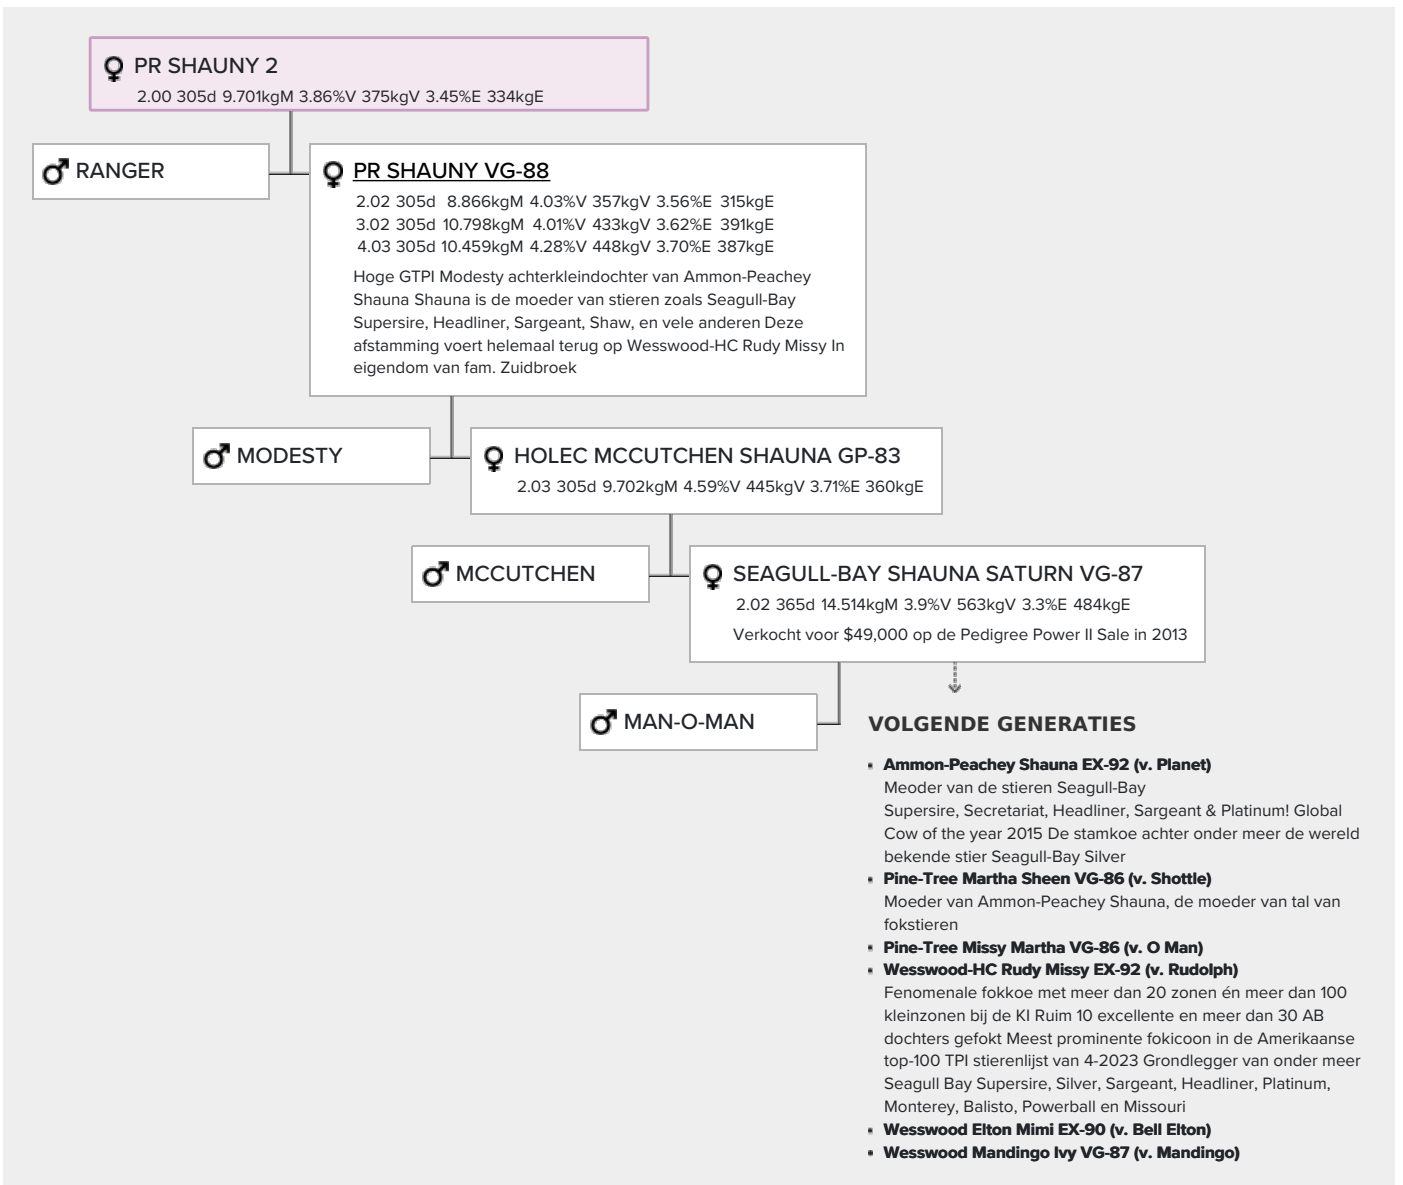 PR SHAUNY 2
2.00 305d 9.701kgM 3.86%V 375kgV 3.45%E 334kgE
RANGER
PR SHAUNY VG-88
2.02 305d 8.866kgM 4.03%V 357kgV 3.56%E 315kgE
3.02 305d 10.798kgM 4.01%V 433kgV 3.62%E 391kgE
4.03 305d 10.459kgM 4.28%V 448kgV 3.70%E 387kgE
Hoge GTPI Modesty achterkleindochter van Ammon-Peachey
Shauna Shauna is de moeder van stieren zoals Seagull-Bay
Supersire, Headliner, Sargeant, Shaw, en vele anderen Deze
afstamming voert helemaal terug op Wesswood-HC Rudy Missy In
eigendom van fam. Zuidbroek
MODESTY
HOLEC MCCUTCHEN SHAUNA GP-83
2.03 305d 9.702kgM 4.59%V 445kgV 3.71%E 360kgE
MCCUTCHEN
SEAGULL-BAY SHAUNA SATURN VG-87
2.02 365d 14.514kgM 3.9%V 563kgV 3.3%E 484kgE
Verkocht voor $49,000 op de Pedigree Power II Sale in 2013
MAN-O-MAN
VOLGENDE GENERATIES
Ammon-Peachey Shauna EX-92 (v. Planet)
Meoder van de stieren Seagull-Bay
Supersire, Secretariat, Headliner, Sargeant & Platinum! Global
Cow of the year 2015 De stamkoe achter onder meer de wereld
bekende stier Seagull-Bay Silver
Pine-Tree Martha Sheen VG-86 (v. Shottle)
Moeder van Ammon-Peachey Shauna, de moeder van tal van
fokstieren
Pine-Tree Missy Martha VG-86 (v. O Man)
Wesswood-HC Rudy Missy EX-92 (v. Rudolph)
Fenomenale fokkoe met meer dan 20 zonen én meer dan 100
kleinzonen bij de KI Ruim 10 excellente en meer dan 30 AB
dochters gefokt Meest prominente fokicoon in de Amerikaanse
top-100 TPI stierenlijst van 4-2023 Grondlegger van onder meer
Seagull Bay Supersire, Silver, Sargeant, Headliner, Platinum,
Monterey, Balisto, Powerball en Missouri
Wesswood Elton Mimi EX-90 (v. Bell Elton)
Wesswood Mandingo Ivy VG-87 (v. Mandingo)